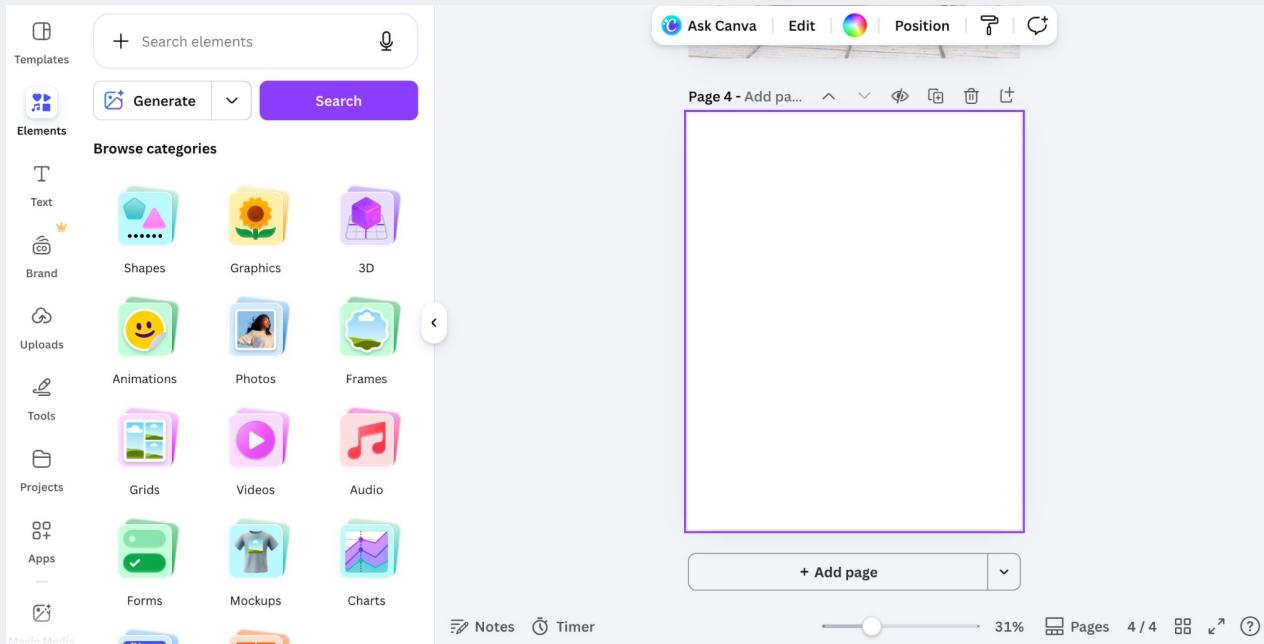 Templates
Elements
Text
Brand
Uploads
Tools
Projects
Apps
Magic Media
Search elements
Generate
Search
Browse categories
Shapes Graphics 3D
Animations Photos Frames
Grids Videos Audio
Forms Mockups Charts
Ask Canva Edit Position
Page 4 - Add pa...
+ Add page
Notes Timer 31% Pages 4 / 4